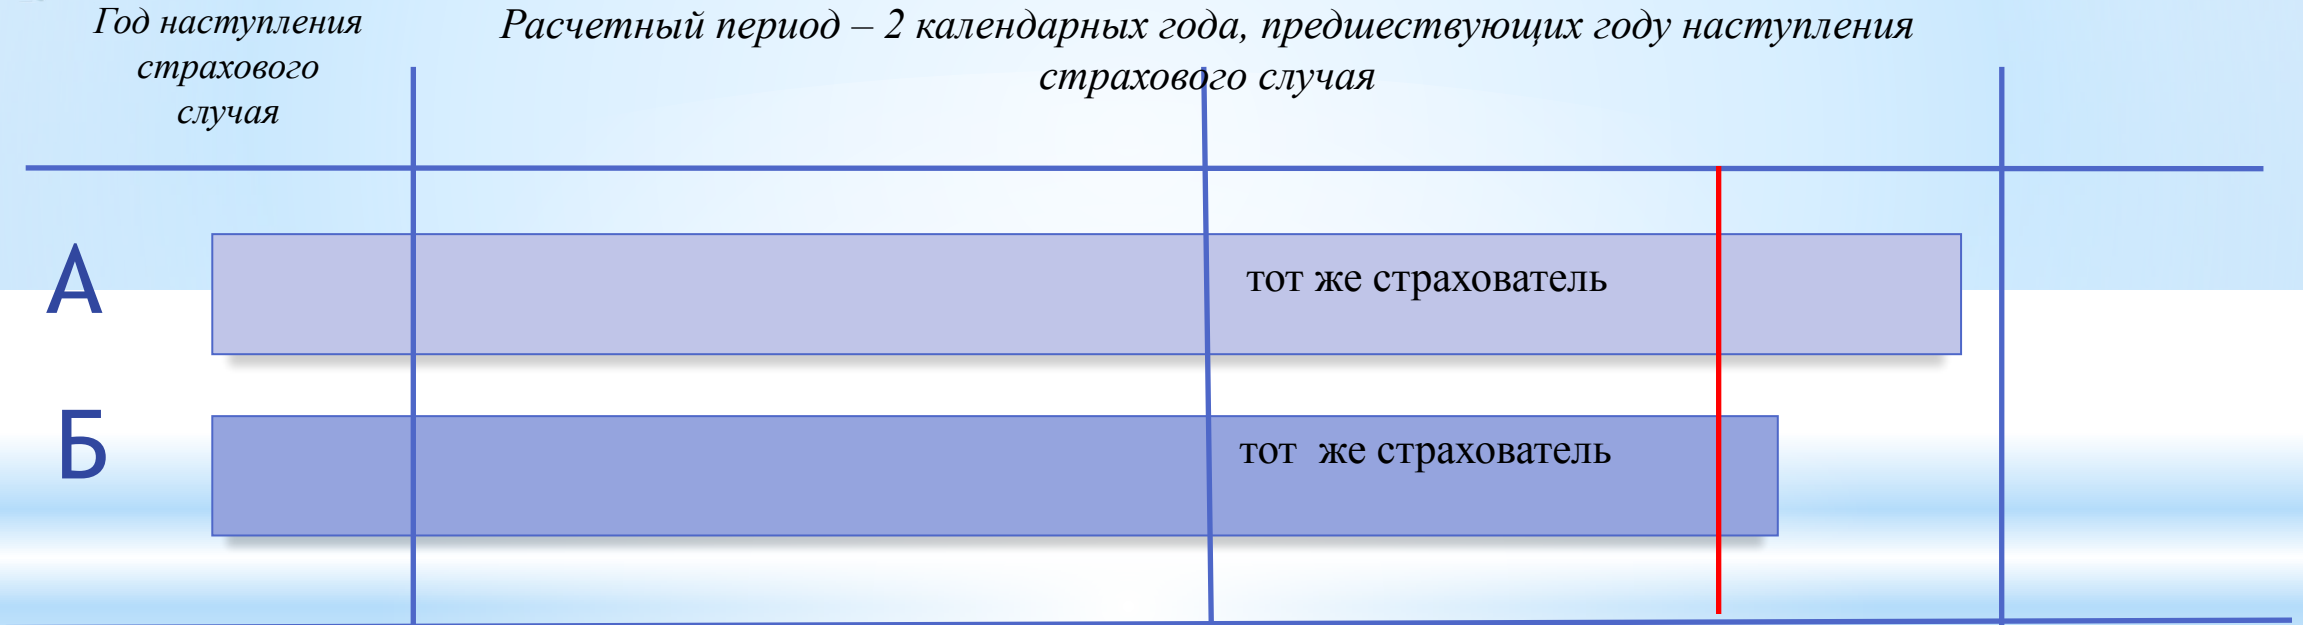 Год наступления
страхового
случая
Расчетный период – 2 календарных года, предшествующих году наступления
страхового случая
А
тот же страхователь
Б
тот  же страхователь